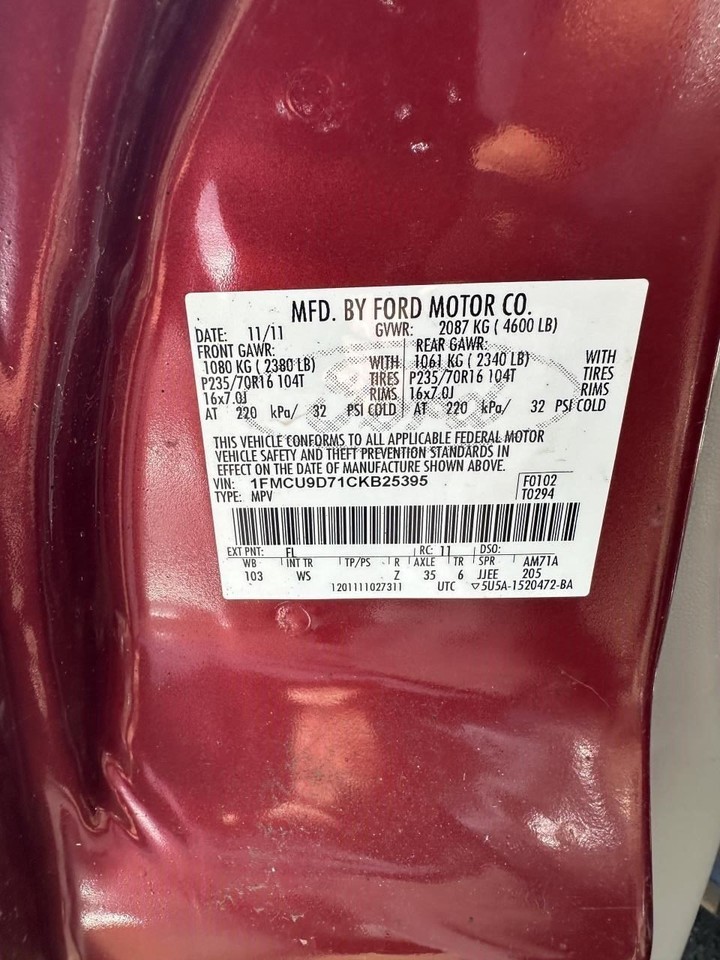 MFD. BY FORD MOTOR CO.
DATE: 11/11 GVWR: 2087 KG ( 4600 LB)
FRONT GAWR: REAR GAWR:
1080 KG ( 2380 LB) WITH 1061 KG ( 2340 LB) WITH
P235/70R16 104T TIRES P235/70R16 104T TIRES
16x7.0J RIMS 16x7.0J RIMS
AT 220 kPa/ 32 PSI COLD AT 220 kPa/ 32 PSI COLD
THIS VEHICLE CONFORMS TO ALL APPLICABLE FEDERAL MOTOR
VEHICLE SAFETY AND THEFT PREVENTION STANDARDS IN
EFFECT ON THE DATE OF MANUFACTURE SHOWN ABOVE.
VIN: 1FMCU9D71CKB25395 F0102
TYPE: MPV T0294
EXT PNT: FL RC: 11 DSO:
WB INT TR TP/PS R AXLE TR SPR AM71A
103 WS Z 35 6 JJEE 205
1201111027311 UTC ▽5U5A-1520472-BA